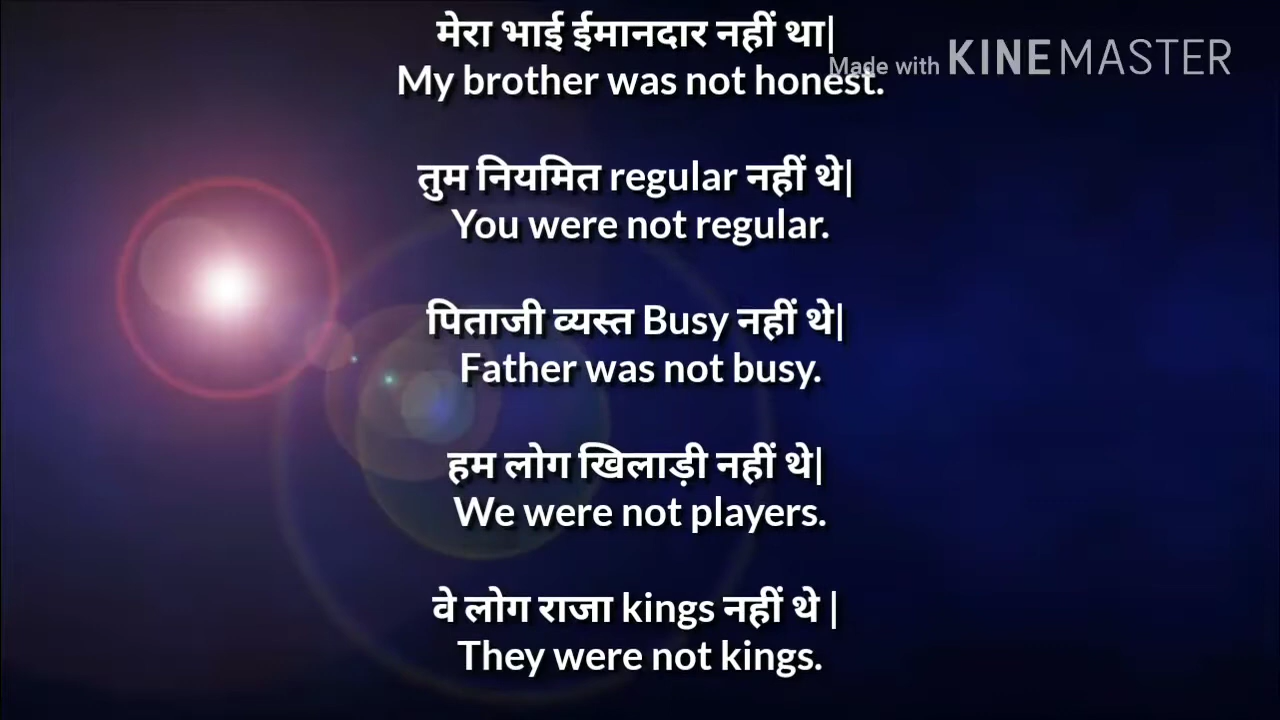 मेरा भाई ईमानदार नहीं था|
Made with KINEMASTER
My brother was not honest.
तुम नियमित regular नहीं थे|
You were not regular.
पिताजी व्यस्त Busy नहीं थे|
Father was not busy.
हम लोग खिलाड़ी नहीं थे|
We were not players.
वे लोग राजा kings नहीं थे |
They were not kings.